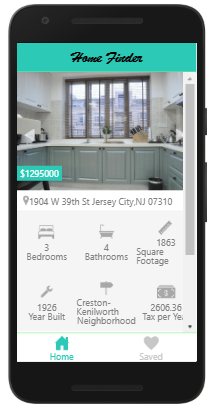 Home Finder
$1295000
1904 W 39th St Jersey City,NJ 07310
3
Bedrooms
4
Bathrooms
1863
Square
Footage
1926
Year Built
Creston-
Kenilworth
Neighborhood
2606.36
Tax per Yea
Home
Saved